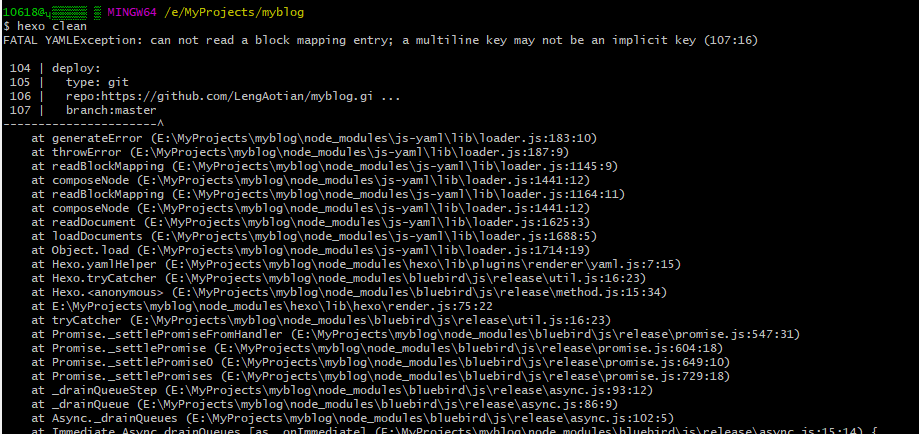 10618@ MINGW64 /e/MyProjects/myblog
$ hexo clean
FATAL YAMLException: can not read a block mapping entry; a multiline key may not be an implicit key (107:16)
104 | deploy:
105 |   type: git
106 |   repo:https://github.com/LengAotian/myblog.gi ...
107 |   branch:master
-----------------------^
at generateError (E:\MyProjects\myblog\node_modules\js-yaml\lib\loader.js:183:10)
at throwError (E:\MyProjects\myblog\node_modules\js-yaml\lib\loader.js:187:9)
at readBlockMapping (E:\MyProjects\myblog\node_modules\js-yaml\lib\loader.js:1145:9)
at composeNode (E:\MyProjects\myblog\node_modules\js-yaml\lib\loader.js:1441:12)
at readBlockMapping (E:\MyProjects\myblog\node_modules\js-yaml\lib\loader.js:1164:11)
at composeNode (E:\MyProjects\myblog\node_modules\js-yaml\lib\loader.js:1441:12)
at readDocument (E:\MyProjects\myblog\node_modules\js-yaml\lib\loader.js:1625:3)
at loadDocuments (E:\MyProjects\myblog\node_modules\js-yaml\lib\loader.js:1688:5)
at Object.load (E:\MyProjects\myblog\node_modules\js-yaml\lib\loader.js:1714:19)
at Hexo.yamlHelper (E:\MyProjects\myblog\node_modules\hexo\lib\plugins\renderer\yaml.js:7:15)
at Hexo.tryCatcher (E:\MyProjects\myblog\node_modules\bluebird\js\release\util.js:16:23)
at Hexo.<anonymous> (E:\MyProjects\myblog\node_modules\bluebird\js\release\method.js:15:34)
at E:\MyProjects\myblog\node_modules\hexo\lib\hexo\render.js:75:22
at tryCatcher (E:\MyProjects\myblog\node_modules\bluebird\js\release\util.js:16:23)
at Promise._settlePromiseFromHandler (E:\MyProjects\myblog\node_modules\bluebird\js\release\promise.js:547:31)
at Promise._settlePromise (E:\MyProjects\myblog\node_modules\bluebird\js\release\promise.js:604:18)
at Promise._settlePromise0 (E:\MyProjects\myblog\node_modules\bluebird\js\release\promise.js:649:10)
at Promise._settlePromises (E:\MyProjects\myblog\node_modules\bluebird\js\release\promise.js:729:18)
at _drainQueueStep (E:\MyProjects\myblog\node_modules\bluebird\js\release\async.js:93:12)
at _drainQueue (E:\MyProjects\myblog\node_modules\bluebird\js\release\async.js:86:9)
at Async._drainQueues (E:\MyProjects\myblog\node_modules\bluebird\js\release\async.js:102:5)
at Immediate.Async.drainQueues [as _onImmediate] (E:\MyProjects\myblog\node_modules\bluebird\js\release\async.js:15:14) {